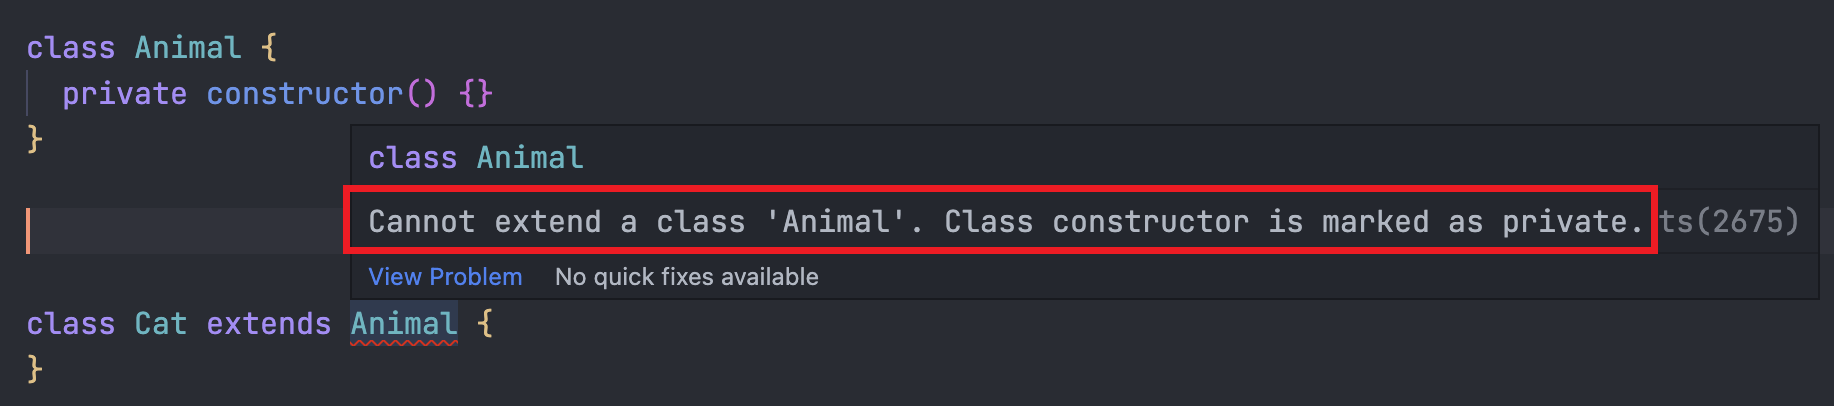 class Animal {
private constructor() {}
}
class Animal
Cannot extend a class 'Animal'. Class constructor is marked as private. ts(2675)
View Problem No quick fixes available
class Cat extends Animal {
}